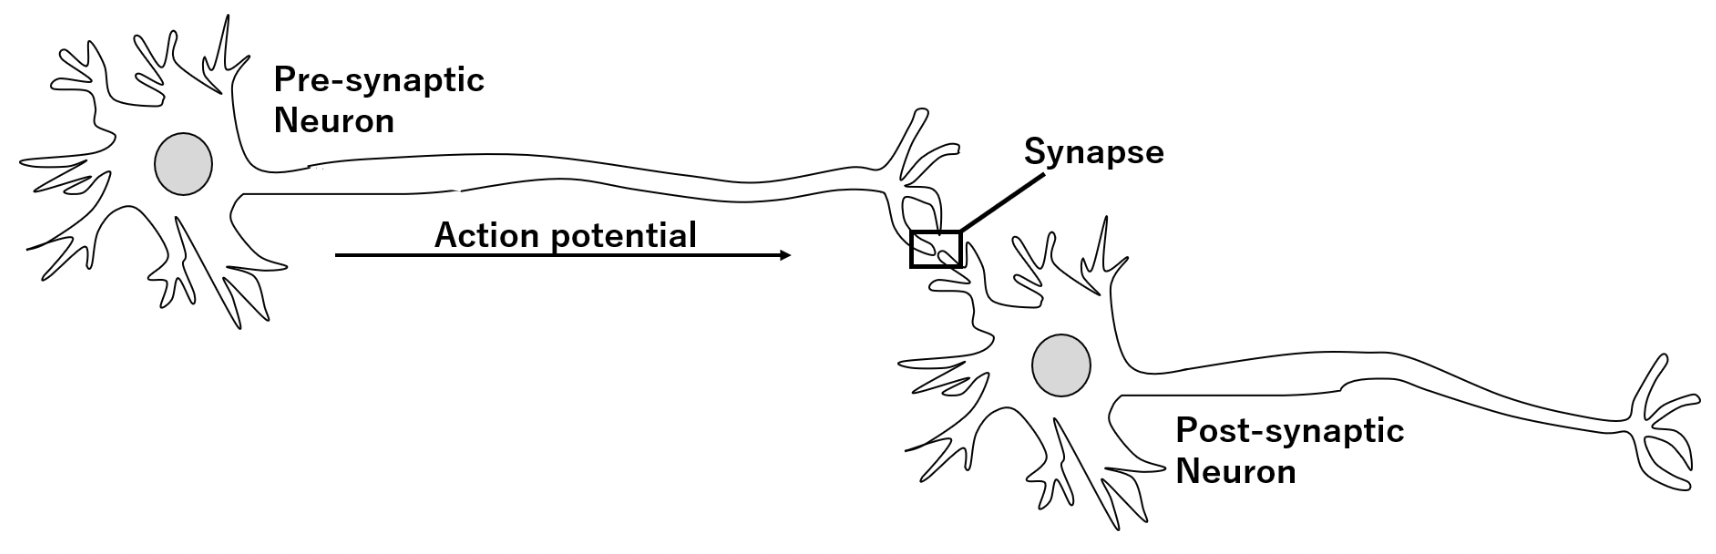 Pre-synaptic
Neuron
Synapse
Action potential
Post-synaptic
Neuron